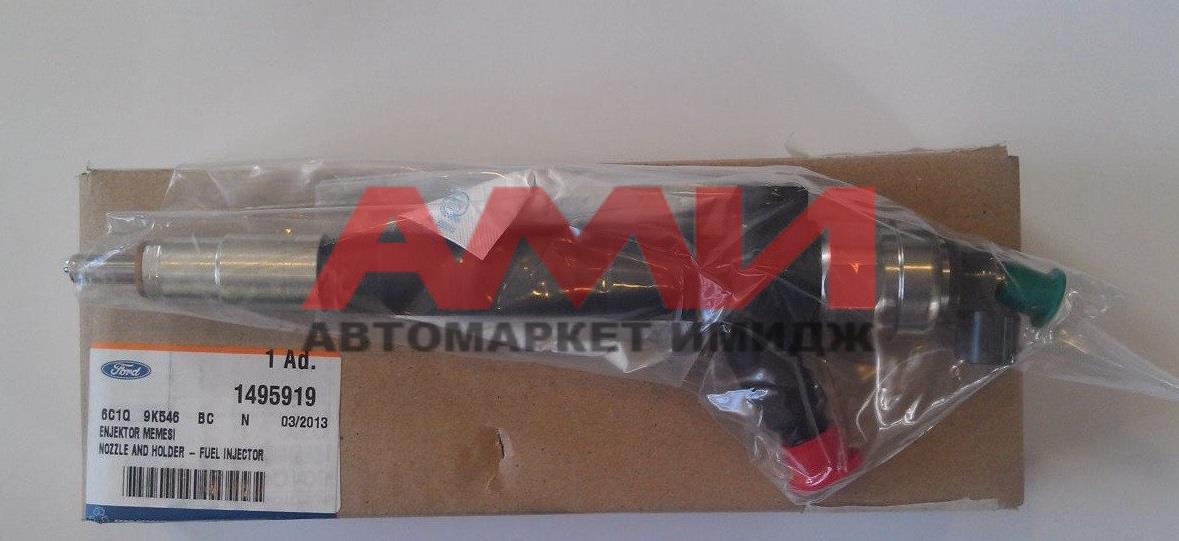 АМИ
АВТОМАРКЕТ ИМИДЖ
Ford
1 Ad.
1495919
6C1Q 9K546 BC N 03/2013
ENJEKTOR MEMESI
NOZZLE AND HOLDER - FUEL INJECTOR